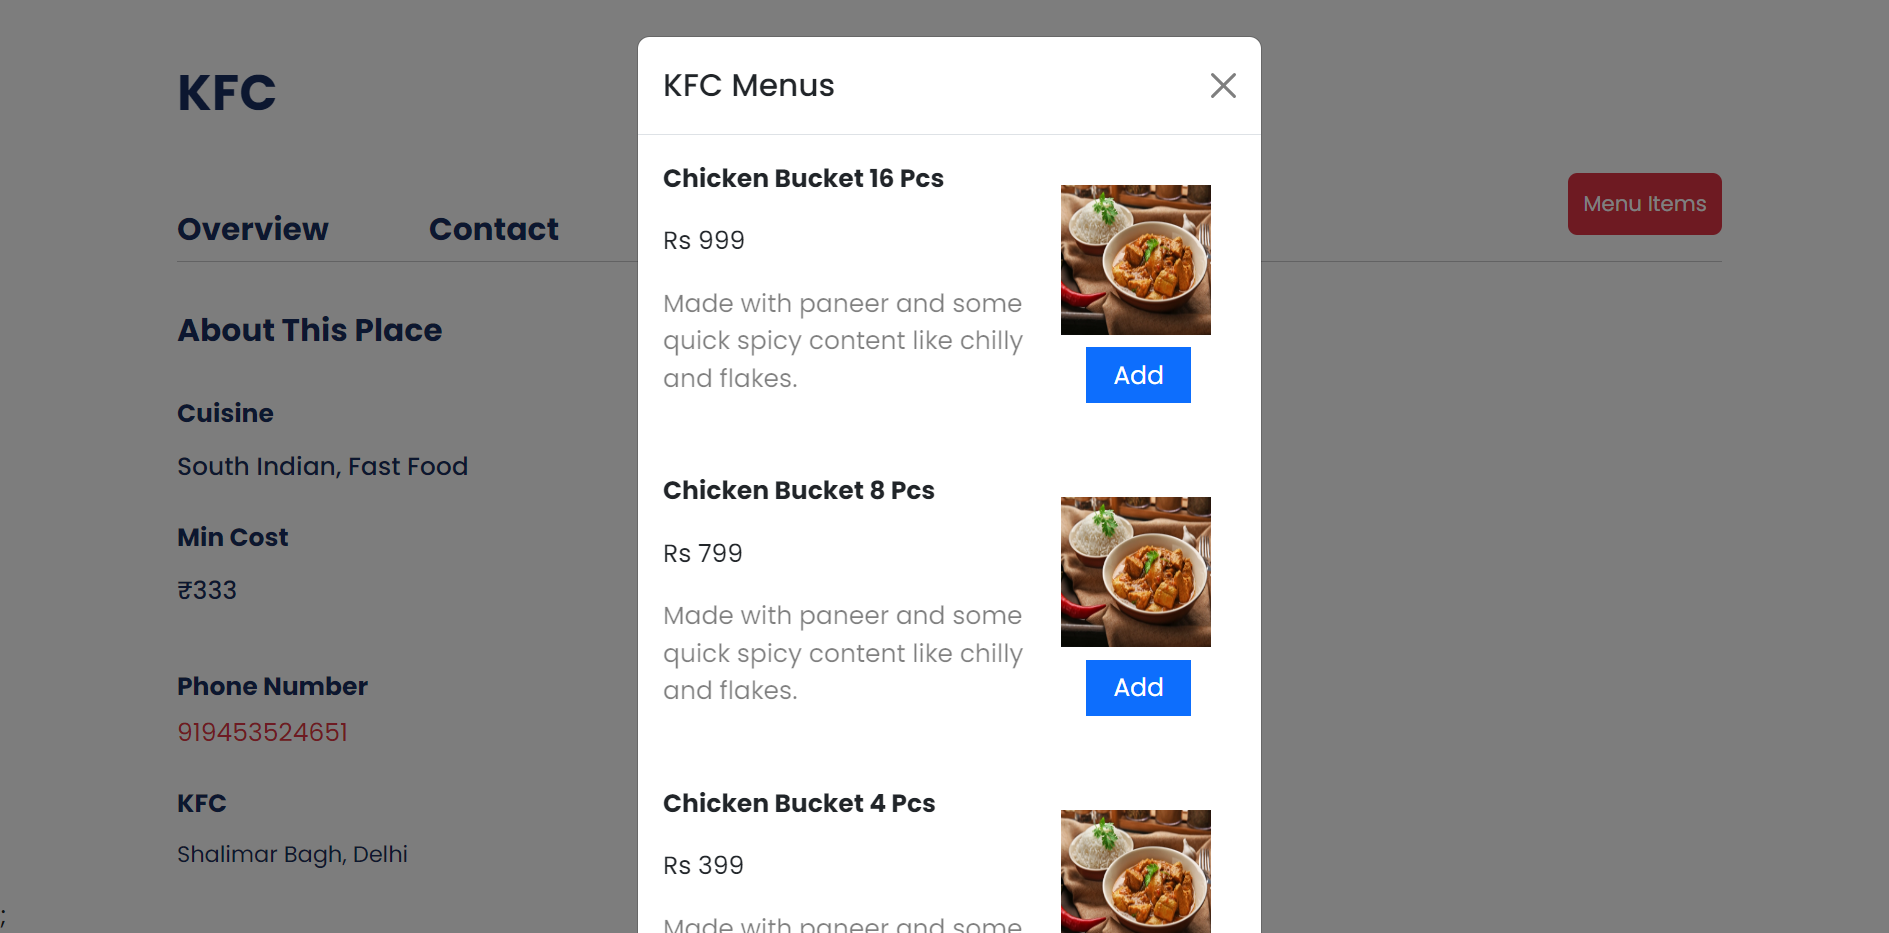 KFC
Overview
Contact
Menu Items
About This Place
Cuisine
South Indian, Fast Food
Min Cost
₹333
Phone Number
919453524651
KFC
Shalimar Bagh, Delhi
;
KFC Menus
Chicken Bucket 16 Pcs
Rs 999
Made with paneer and some
quick spicy content like chilly
and flakes.
Add
Chicken Bucket 8 Pcs
Rs 799
Made with paneer and some
quick spicy content like chilly
and flakes.
Add
Chicken Bucket 4 Pcs
Rs 399
Made with paneer and some